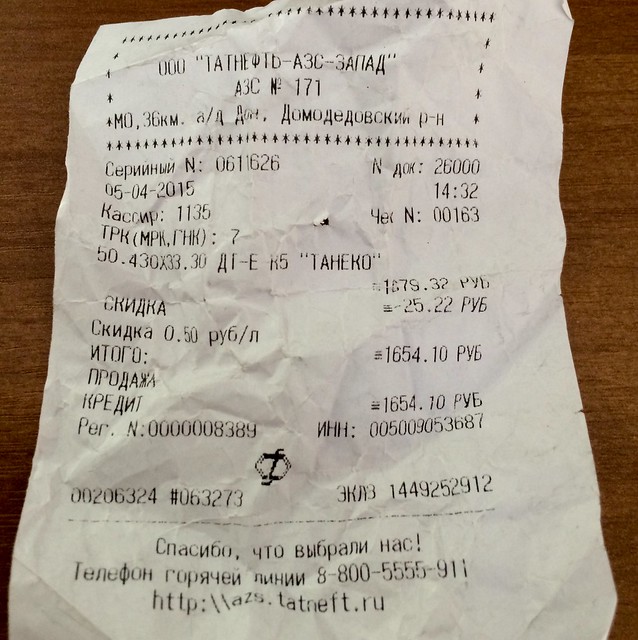 ООО "ТАТНЕФТЬ-АЗС-ЗАПАД"
АЗС № 171
МО,36км. а/д Дон, Домодедовский р-н
Серийный N: 0611626 N док: 26000
05-04-2015 14:32
Кассир: 1135 Чек N: 00163
ТРК(МРК,ГНК): 7
50.430X33.30 ДТ-Е К5 "ТАНЕКО"
=1679.32 РУБ
СКИДКА =-25.22 РУБ
Скидка 0.50 руб/л
ИТОГО: =1654.10 РУБ
ПРОДАЖА
КРЕДИТ =1654.10 РУБ
Рег. N:0000008389 ИНН: 005009053687
00206324 #063273 ЭКЛЗ 1449252912
Спасибо, что выбрали нас!
Телефон горячей линии 8-800-5555-911
http:\\azs.tatneft.ru